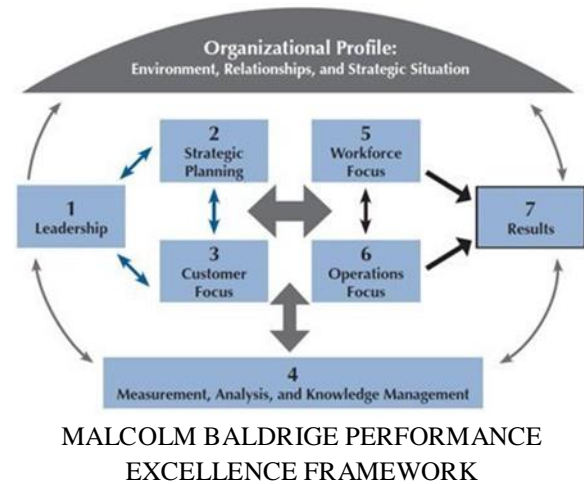 Organizational Profile:
Environment, Relationships, and Strategic Situation
2
Strategic
Planning
5
Workforce
Focus
1
Leadership
7
Results
3
Customer
Focus
6
Operations
Focus
4
Measurement, Analysis, and Knowledge Management
MALCOLM BALDRIGE PERFORMANCE
EXCELLENCE FRAMEWORK